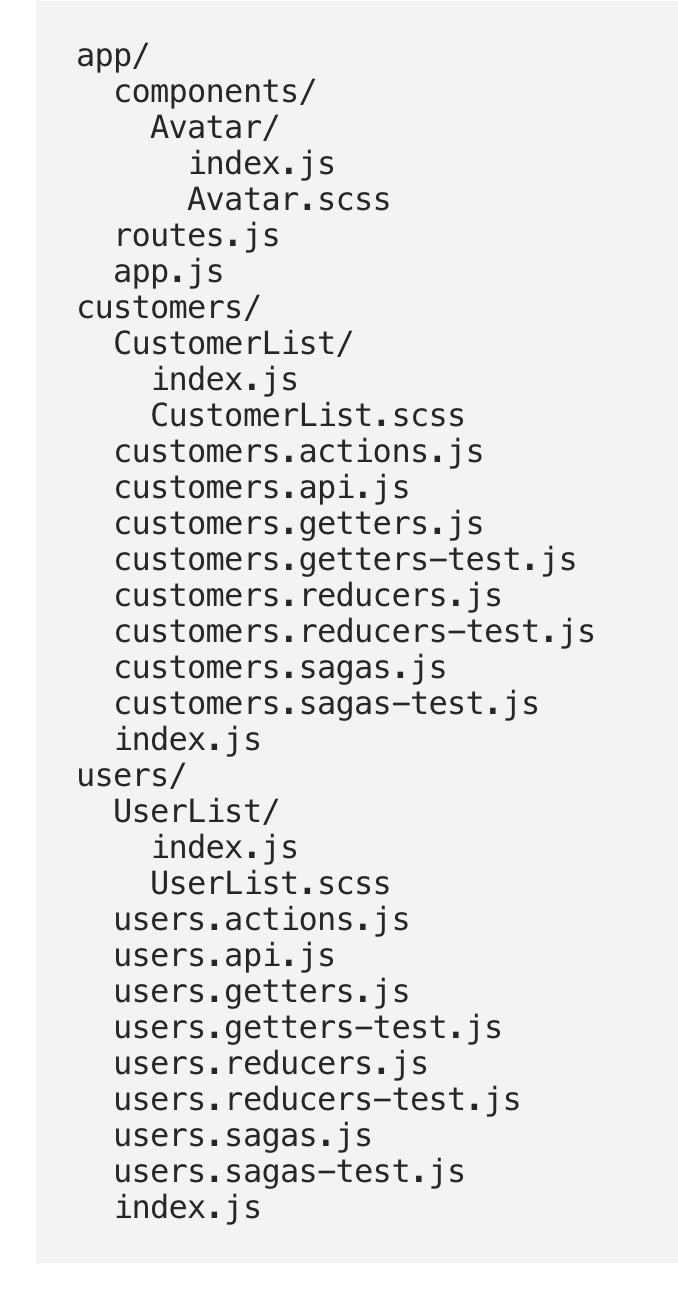 app/
  components/
    Avatar/
      index.js
      Avatar.scss
  routes.js
  app.js
customers/
  CustomerList/
    index.js
    CustomerList.scss
  customers.actions.js
  customers.api.js
  customers.getters.js
  customers.getters-test.js
  customers.reducers.js
  customers.reducers-test.js
  customers.sagas.js
  customers.sagas-test.js
  index.js
users/
  UserList/
    index.js
    UserList.scss
  users.actions.js
  users.api.js
  users.getters.js
  users.getters-test.js
  users.reducers.js
  users.reducers-test.js
  users.sagas.js
  users.sagas-test.js
  index.js